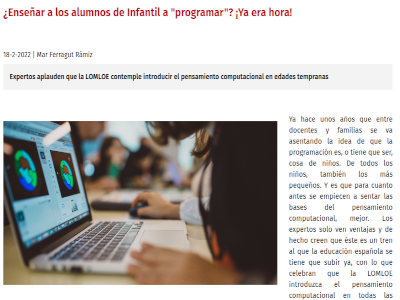 ¿Enseñar a los alumnos de Infantil a "programar"? ¡Ya era hora!
18-2-2022 | Mar Ferragut Rámiz
Expertos aplauden que la LOMLOE contemple introducir el pensamiento computacional en edades tempranas
Ya hace unos años que entre
docentes y familias se va
asentando la idea de que la
programación es, o tiene que ser,
cosa de niños. De todos los
niños, también los más
pequeños. Y es que para cuanto
antes se empiecen a sentar las
bases del pensamiento
computacional, mejor. Los
expertos solo ven ventajas y de
hecho creen que éste es un tren
al que la educación española se
tiene que subir ya, con lo que
celebran que la LOMLOE
introduzca el pensamiento
computacional en todas las